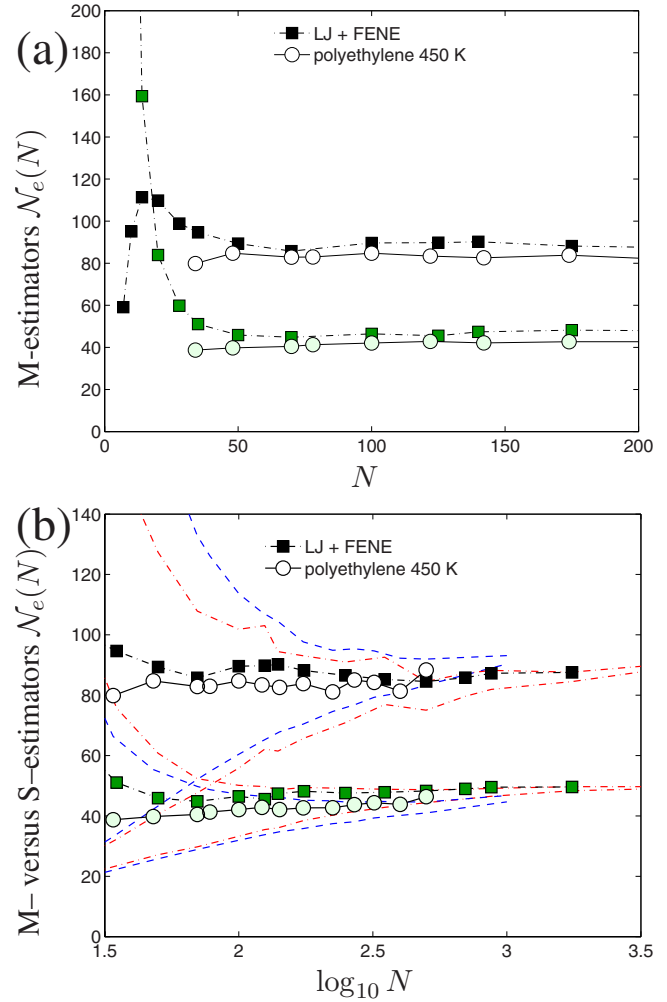 (a)
M-estimators 𝒩e(N)
200
180
160
140
120
100
80
60
40
20
0
LJ + FENE
polyethylene 450 K
0 50 100 150 200
N
(b)
M– versus S–estimators 𝒩e(N)
140
120
100
80
60
40
20
0
LJ + FENE
polyethylene 450 K
1.5 2 2.5 3 3.5
log10 N